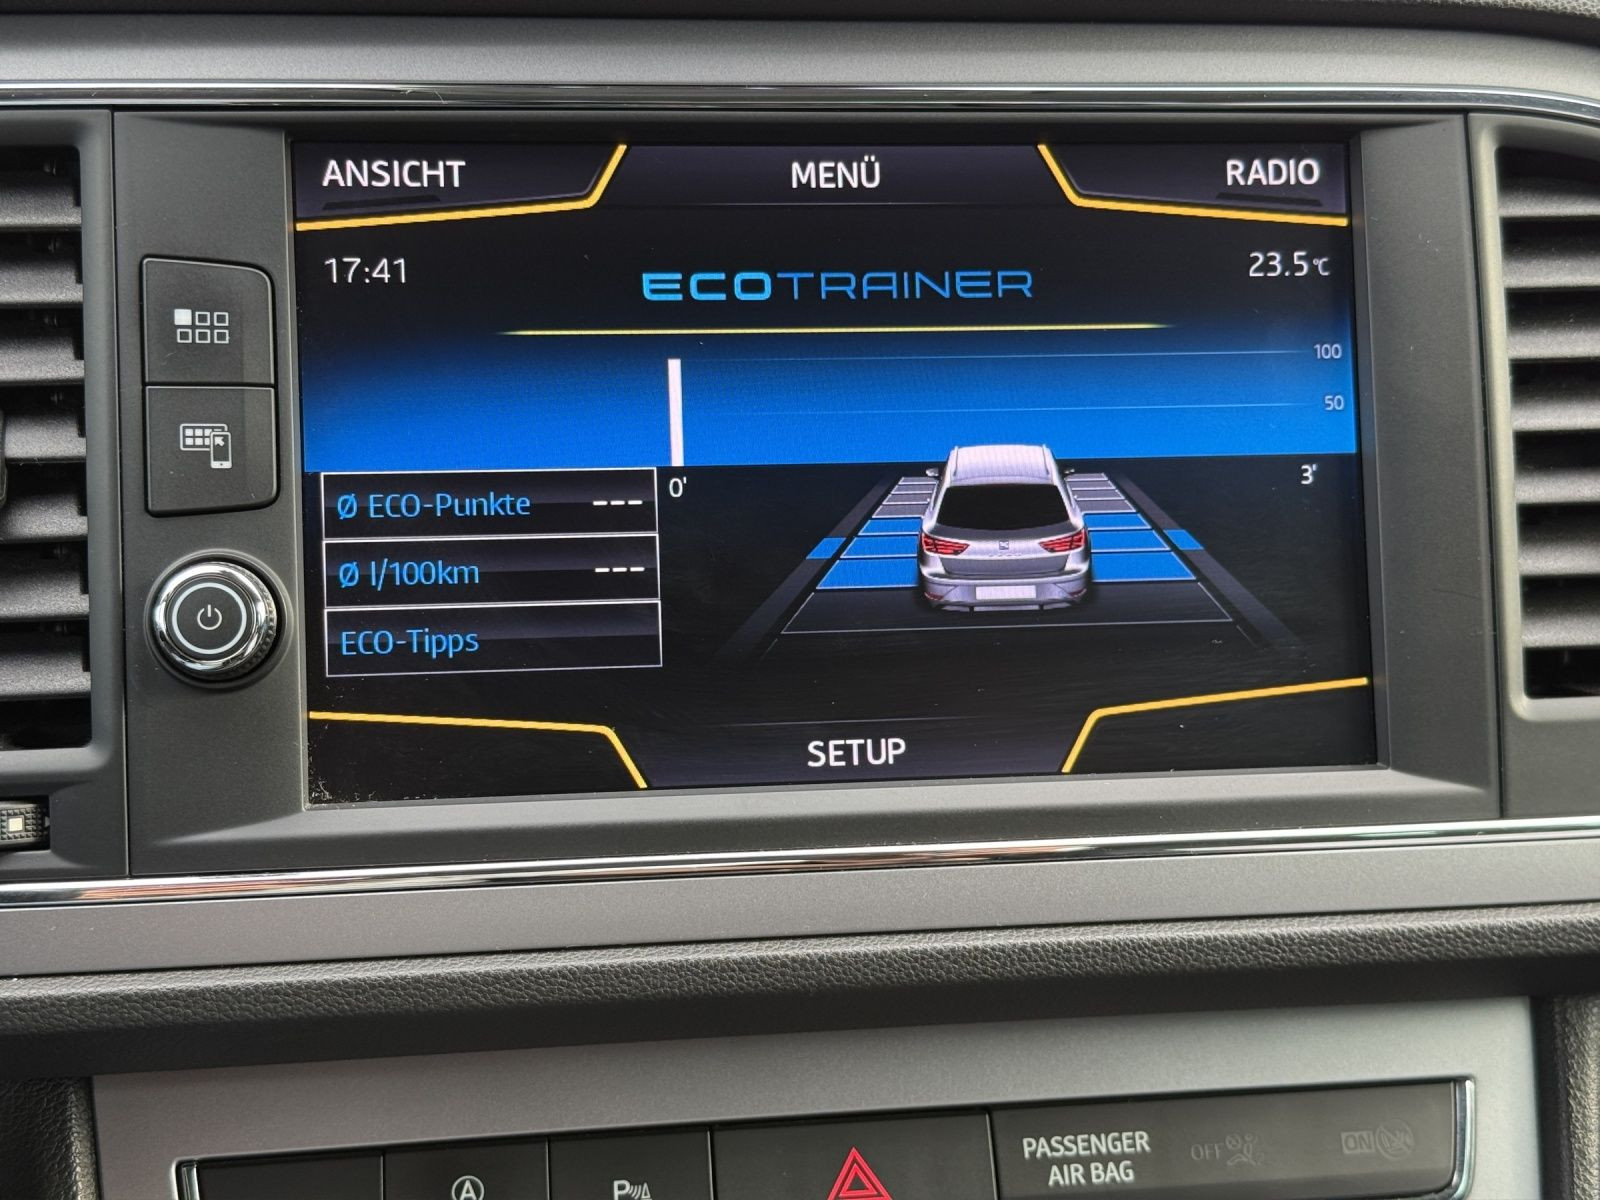 ANSICHT
MENÜ
RADIO
17:41
ECOTRAINER
23.5°C
100
50
Ø ECO-Punkte ---
0'
3'
Ø l/100km ---
ECO-Tipps
SETUP
A
P
PASSENGER
AIR BAG
OFF
ON